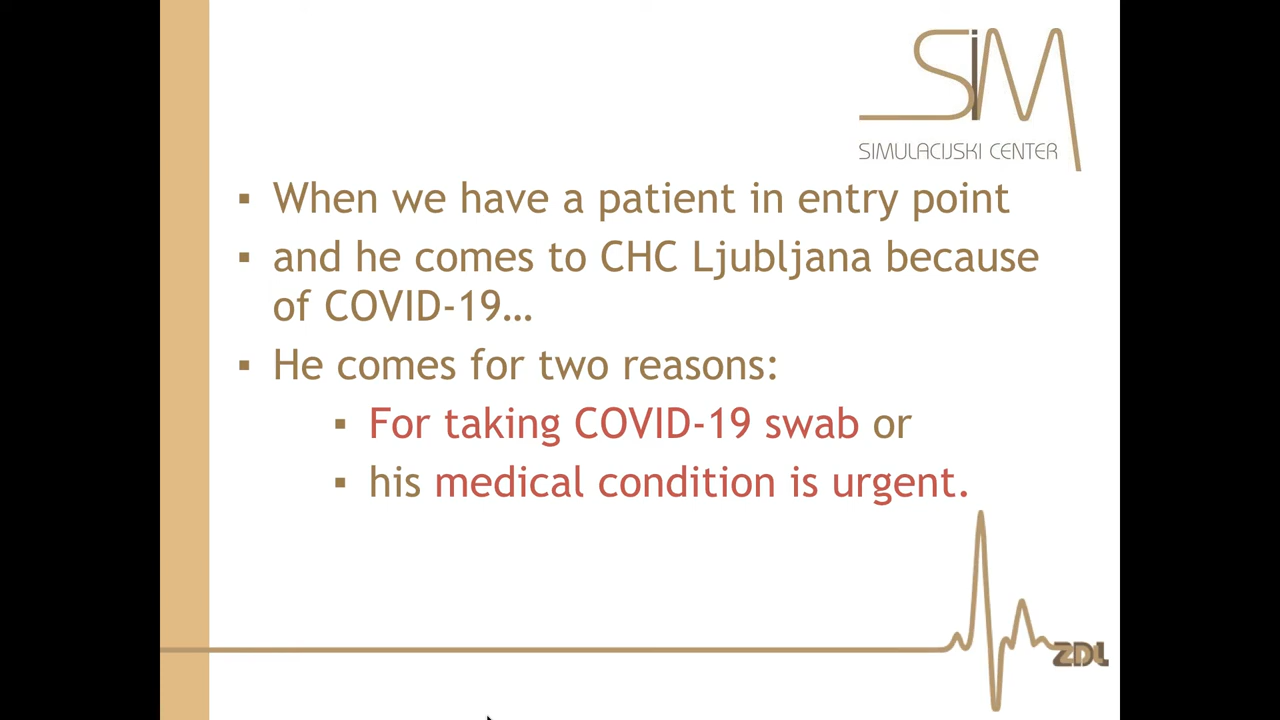 SiM
SIMULACIJSKI CENTER
▪ When we have a patient in entry point
▪ and he comes to CHC Ljubljana because
of COVID-19…
▪ He comes for two reasons:
▪ For taking COVID-19 swab or
▪ his medical condition is urgent.
ZDL